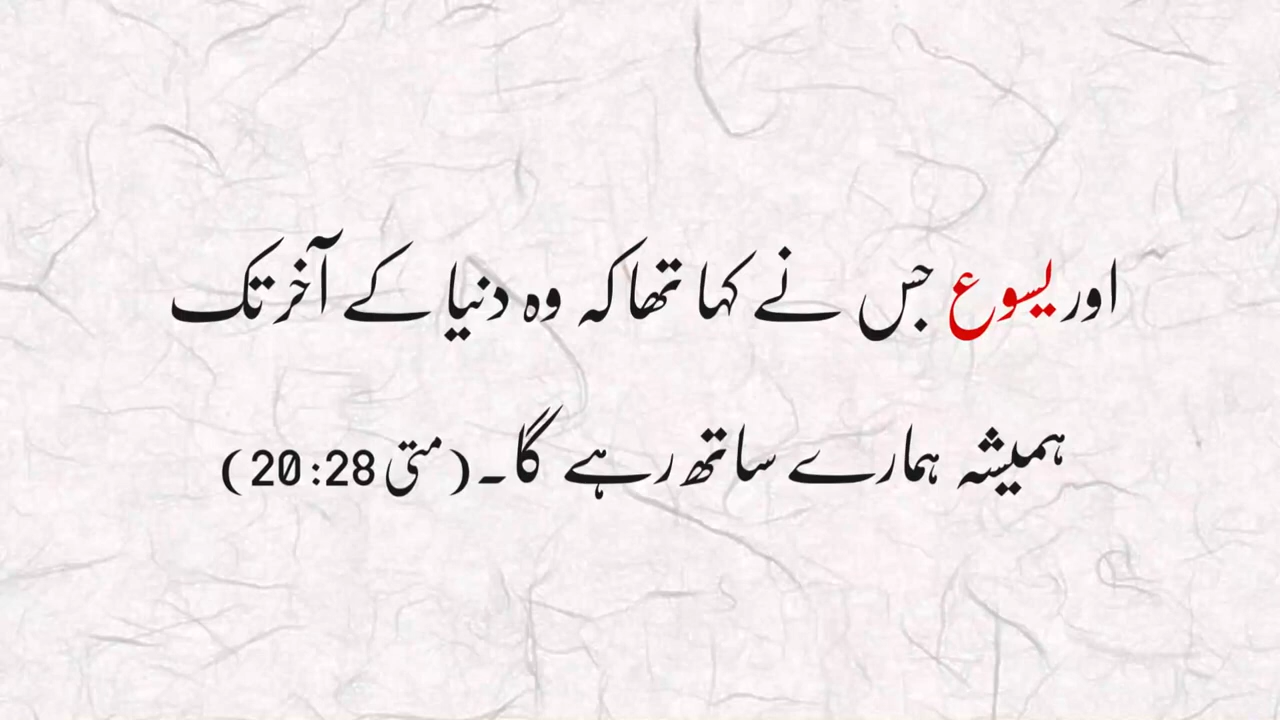 اور یسوع جس نے کہا تھا کہ وہ دنیا کے آخر تک
ہمیشہ ہمارے ساتھ رہے گا۔ (متی 28:20)